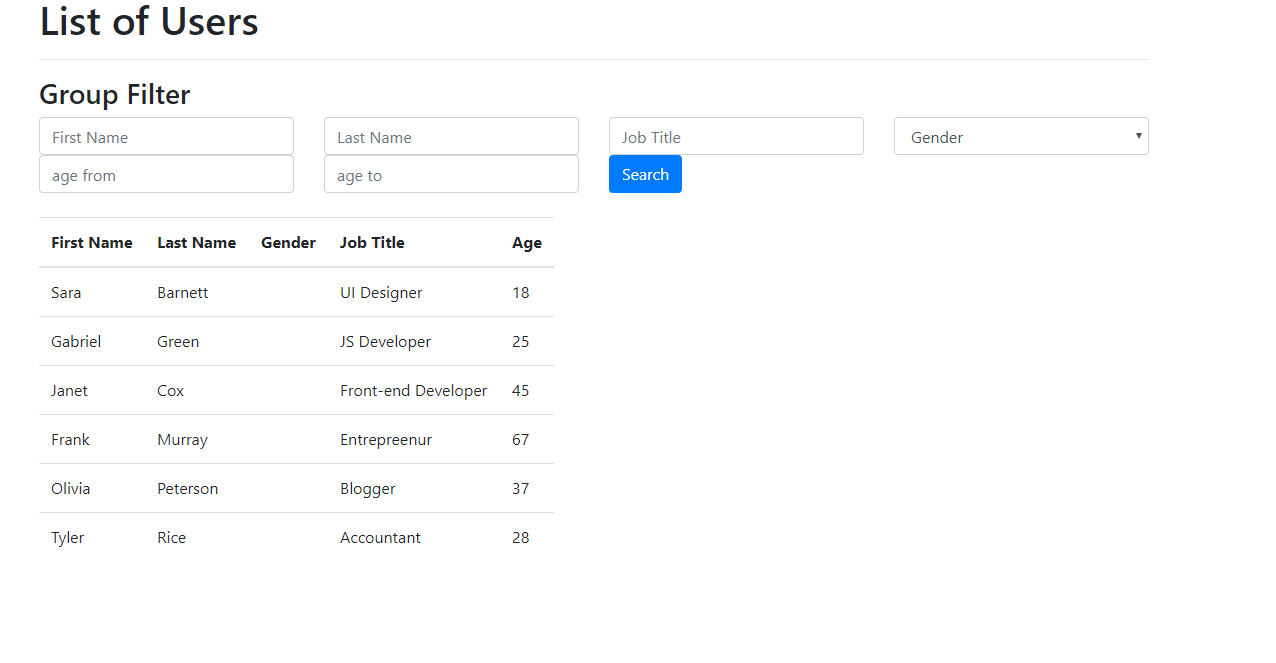 List of Users
Group Filter
First Name Last Name Job Title Gender
age from age to Search
First Name Last Name Gender Job Title Age
Sara Barnett UI Designer 18
Gabriel Green JS Developer 25
Janet Cox Front-end Developer 45
Frank Murray Entrepreenur 67
Olivia Peterson Blogger 37
Tyler Rice Accountant 28